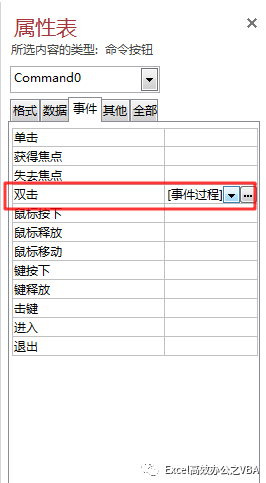 属性表
所选内容的类型: 命令按钮
Command0
格式 数据 事件 其他 全部
单击
获得焦点
失去焦点
双击 [事件过程]
鼠标按下
鼠标释放
鼠标移动
键按下
键释放
击键
进入
退出
Excel高效办公之VBA